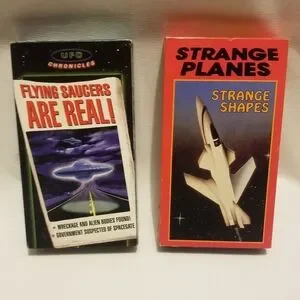 UFO
CHRONICLES
FLYING SAUCERS
ARE REAL!
• WRECKAGE AND ALIEN BODIES FOUND!
• GOVERNMENT SUSPECTED OF SPACEGATE
STRANGE
PLANES
STRANGE
SHAPES